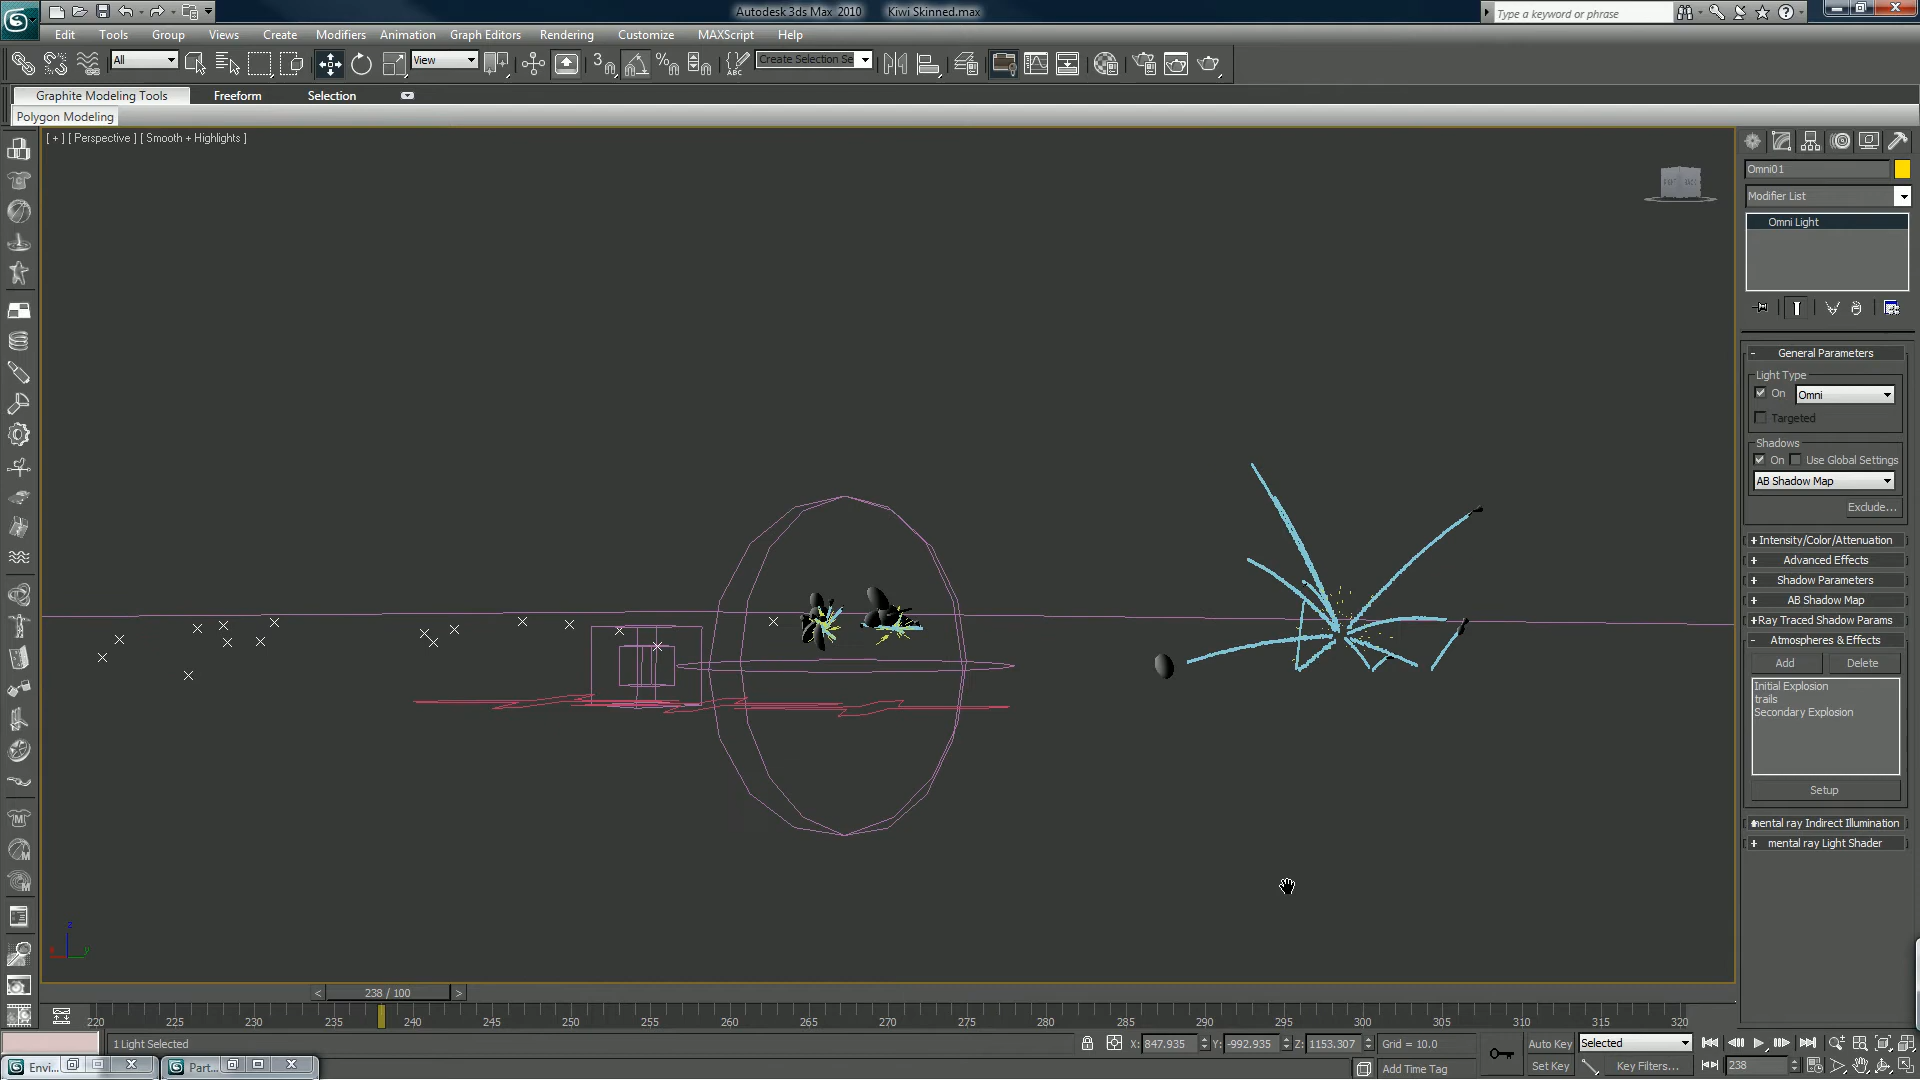 Autodesk 3ds Max 2010 Kiwi Skinned.max
Type a keyword or phrase
Edit Tools Group Views Create Modifiers Animation Graph Editors Rendering Customize MAXScript Help
All
View
3
ABC
Create Selection Se
Graphite Modeling Tools Freeform Selection
Polygon Modeling
[ + ] [ Perspective ] [ Smooth + Highlights ]
Omni01
Modifier List
Omni Light
- General Parameters
Light Type
On Omni
Targeted
Shadows
On Use Global Settings
AB Shadow Map
Exclude...
+ Intensity/Color/Attenuation
+ Advanced Effects
+ Shadow Parameters
+ AB Shadow Map
+ Ray Traced Shadow Params
- Atmospheres & Effects
Add Delete
Initial Explosion
trails
Secondary Explosion
Setup
mental ray Indirect Illumination
+ mental ray Light Shader
z
x y
< 238 / 100 >
220 225 230 235 240 245 250 255 260 265 270 275 280 285 290 295 300 305 310 315 320
1 Light Selected
X: 847.935 Y: -992.935 Z: 1153.307 Grid = 10.0
Auto Key Selected
Envi... Part...
Add Time Tag
Set Key Key Filters...
238